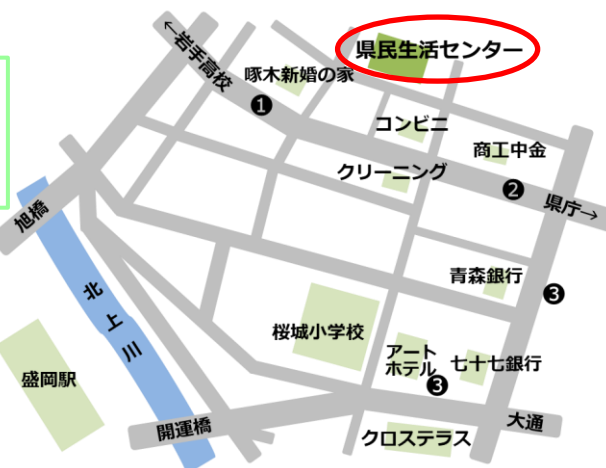 県民生活センター
←岩手高校
啄木新婚の家
❶
コンビニ
商工中金
クリーニング
❷
県庁→
旭橋
青森銀行
❸
北上川
桜城小学校
アート
ホテル
七十七銀行
❸
盛岡駅
大通
開運橋
クロステラス